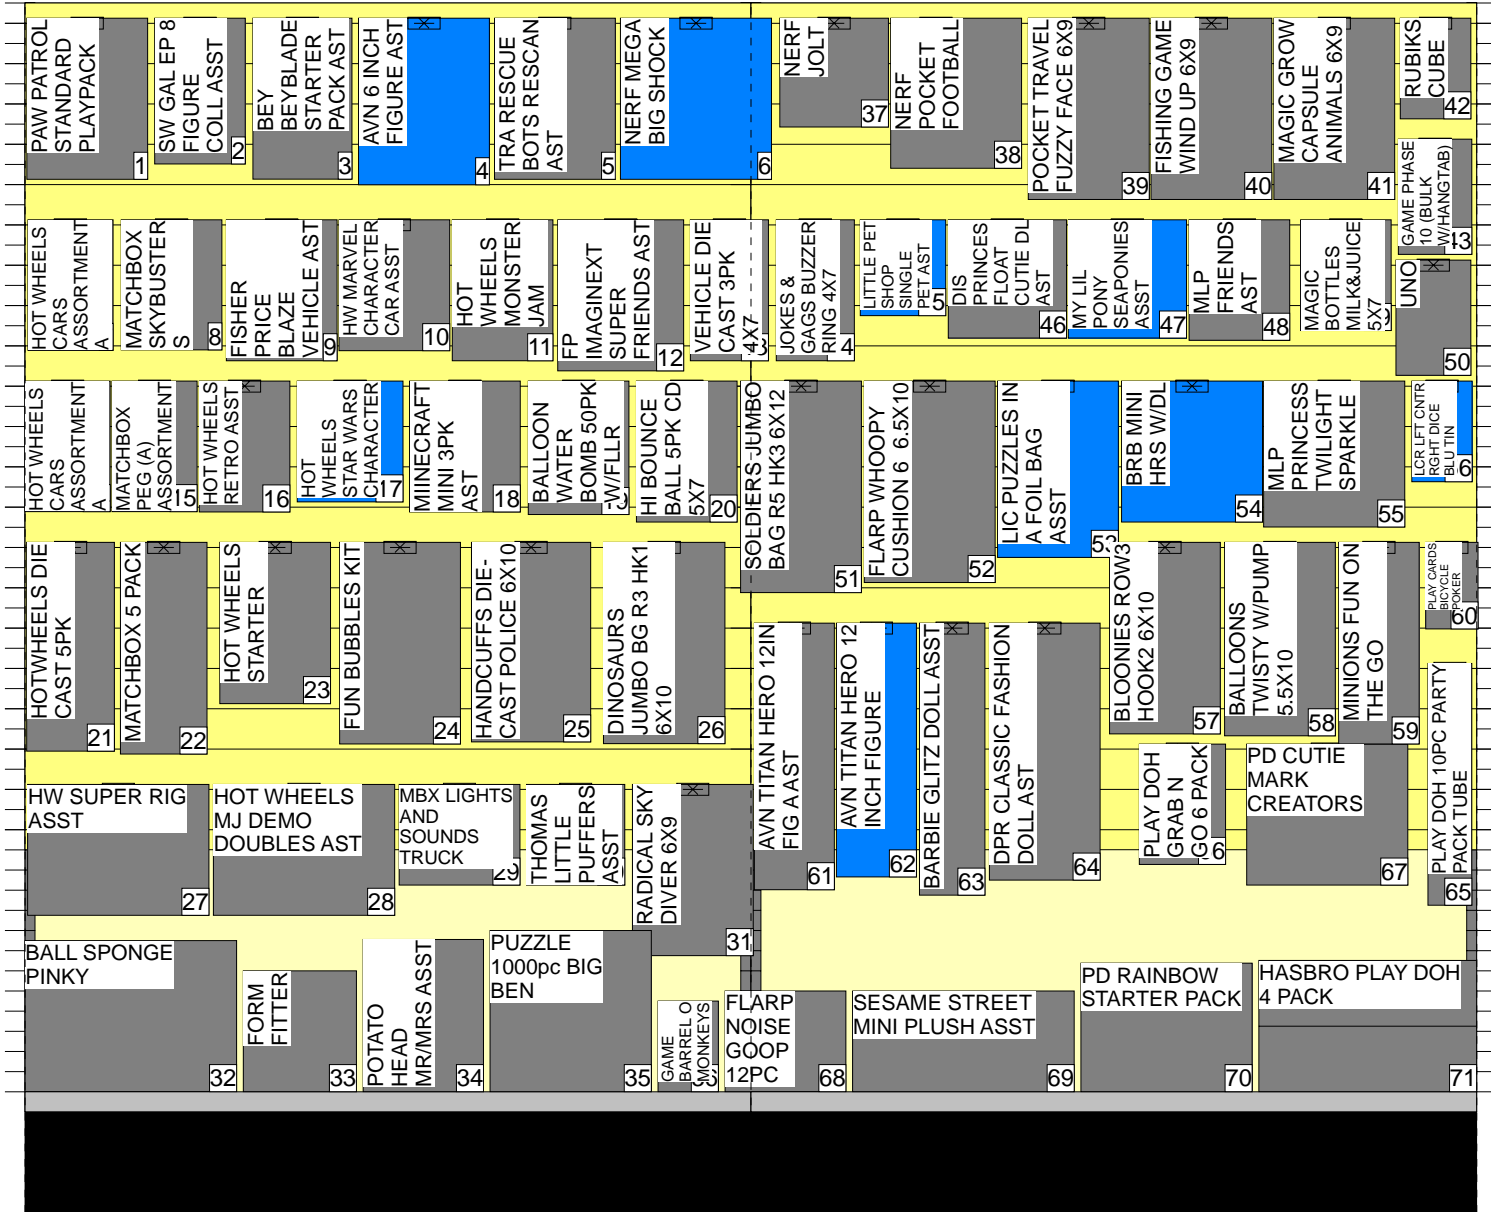 PAW PATROL
STANDARD
PLAYPACK
1
SW GAL EP 8
FIGURE
COLL ASST
2
BEY
BEYBLADE
STARTER
PACK AST
3
AVN 6 INCH
FIGURE AST
4
TRA RESCUE
BOTS RESCAN
AST
5
NERF MEGA
BIG SHOCK
6
NERF
JOLT
37
NERF
POCKET
FOOTBALL
38
POCKET TRAVEL
FUZZY FACE 6X9
39
FISHING GAME
WIND UP 6X9
40
MAGIC GROW
CAPSULE
ANIMALS 6X9
41
RUBIKS
CUBE
42
GAME PHASE
10 (BULK
W/HANGTAB)
43
HOT WHEELS
CARS
ASSORTMENT
A
MATCHBOX
SKYBUSTER
S
8
FISHER
PRICE
BLAZE
VEHICLE AST
9
HW MARVEL
CHARACTER
CAR ASST
10
HOT
WHEELS
MONSTER
JAM
11
FP
IMAGINEXT
SUPER
FRIENDS AST
12
VEHICLE DIE
CAST 3PK
4X7
3
JOKES &
GAGS BUZZER
RING 4X7
4
LITTLE PET
SHOP
SINGLE
PET AST
5
DIS
PRINCES
FLOAT
CUTIE DL
AST
46
MY LIL
PONY
SEAPONIES
ASST
47
MLP
FRIENDS
AST
48
MAGIC
BOTTLES
MILK&JUICE
5X7
UNO
50
HOT WHEELS
CARS
ASSORTMENT
A
MATCHBOX
PEG (A)
ASSORTMENT
15
HOT WHEELS
RETRO ASST
16
HOT
WHEELS
STAR WARS
CHARACTER
17
MINECRAFT
MINI 3PK
AST
18
BALLOON
WATER
BOMB 50PK
W/FLLR
HI BOUNCE
BALL 5PK CD
5X7
20
SOLDIERS JUMBO
BAG R5 HK3 6X12
51
FLARP WHOOPY
CUSHION 6 6.5X10
52
LIC PUZZLES IN
A FOIL BAG
ASST
53
BRB MINI
HRS W/DL
54
MLP
PRINCESS
TWILIGHT
SPARKLE
55
LCR LFT CNTR
RGHT DICE
BLU TIN
6
HOTWHEELS DIE
CAST 5PK
21
MATCHBOX 5 PACK
22
HOT WHEELS
STARTER
23
FUN BUBBLES KIT
24
HANDCUFFS DIE-
CAST POLICE 6X10
25
DINOSAURS
JUMBO BG R3 HK1
6X10
26
BLOONIES ROW3
HOOK2 6X10
57
BALLOONS
TWISTY W/PUMP
5.5X10
58
MINIONS FUN ON
THE GO
59
PLAY CARDS
BICYCLE
POKER
60
AVN TITAN HERO 12IN
FIG A AST
61
AVN TITAN HERO 12
INCH FIGURE
62
BARBIE GLITZ DOLL ASST
63
DPR CLASSIC FASHION
DOLL AST
64
PLAY DOH
GRAB N
GO 6 PACK
6
PD CUTIE
MARK
CREATORS
67
PLAY DOH 10PC PARTY
PACK TUBE
65
HW SUPER RIG
ASST
27
HOT WHEELS
MJ DEMO
DOUBLES AST
28
MBX LIGHTS
AND
SOUNDS
TRUCK
29
THOMAS
LITTLE
PUFFERS
ASST
RADICAL SKY
DIVER 6X9
31
BALL SPONGE
PINKY
32
FORM
FITTER
33
POTATO
HEAD
MR/MRS ASST
34
PUZZLE
1000pc BIG
BEN
35
GAME
BARREL O
MONKEYS
FLARP
NOISE
GOOP
12PC
68
SESAME STREET
MINI PLUSH ASST
69
PD RAINBOW
STARTER PACK
70
HASBRO PLAY DOH
4 PACK
71